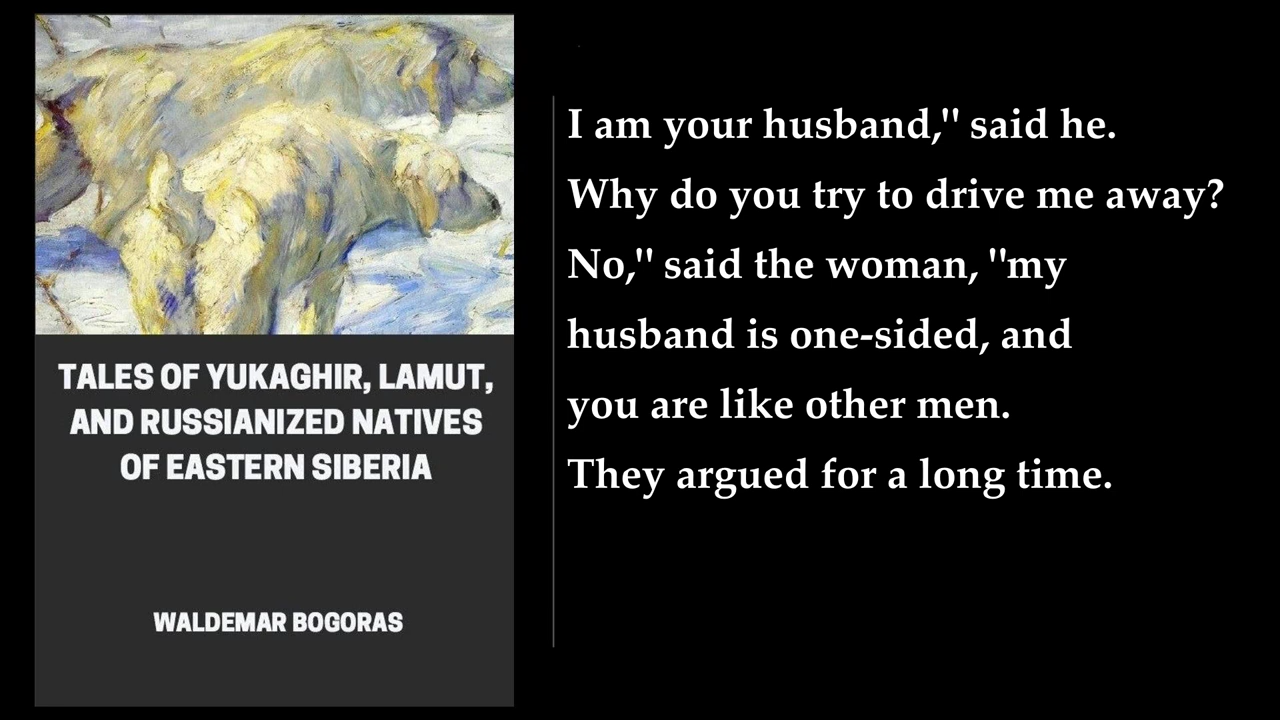 TALES OF YUKAGHIR, LAMUT,
AND RUSSIANIZED NATIVES
OF EASTERN SIBERIA
WALDEMAR BOGORAS
I am your husband," said he.
Why do you try to drive me away?
No," said the woman, "my
husband is one-sided, and
you are like other men.
They argued for a long time.